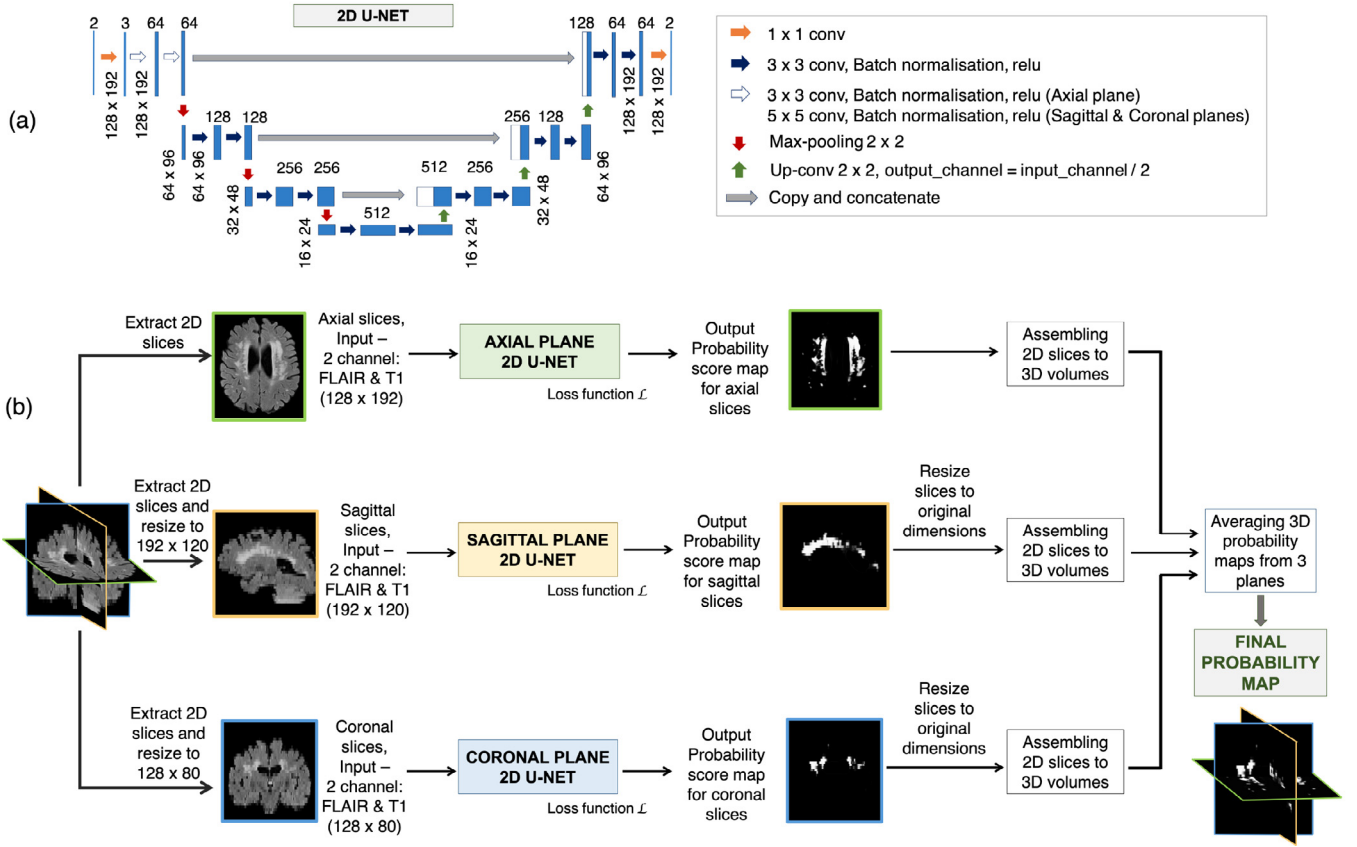 2D U-NET
2 3 64 64
128 64 64 2
128 x 192
128 x 192
128 x 192
128 x 192
128 x 192
(a)
128 128
256 128
64 x 96
64 x 96
64 x 96
256 256
512 256
32 x 48
32 x 48
512
16 x 24
16 x 24
1 x 1 conv
3 x 3 conv, Batch normalisation, relu
3 x 3 conv, Batch normalisation, relu (Axial plane)
5 x 5 conv, Batch normalisation, relu (Sagittal & Coronal planes)
Max-pooling 2 x 2
Up-conv 2 x 2, output_channel = input_channel / 2
Copy and concatenate
(b)
Extract 2D
slices
Axial slices,
Input –
2 channel:
FLAIR & T1
(128 x 192)
AXIAL PLANE
2D U-NET
Loss function ℒ
Output
Probability
score map
for axial
slices
Assembling
2D slices to
3D volumes
Extract 2D
slices and
resize to
192 x 120
Sagittal
slices,
Input –
2 channel:
FLAIR & T1
(192 x 120)
SAGITTAL PLANE
2D U-NET
Loss function ℒ
Output
Probability
score map
for sagittal
slices
Resize
slices to
original
dimensions
Assembling
2D slices to
3D volumes
Averaging 3D
probability
maps from 3
planes
FINAL
PROBABILITY
MAP
Extract 2D
slices and
resize to
128 x 80
Coronal
slices,
Input –
2 channel:
FLAIR & T1
(128 x 80)
CORONAL PLANE
2D U-NET
Loss function ℒ
Output
Probability
score map
for coronal
slices
Resize
slices to
original
dimensions
Assembling
2D slices to
3D volumes